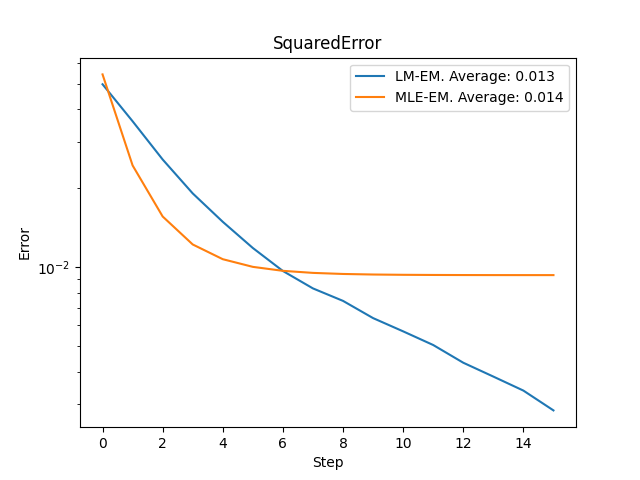 SquaredError
LM-EM. Average: 0.013
MLE-EM. Average: 0.014
Error
10⁻²
0 2 4 6 8 10 12 14
Step